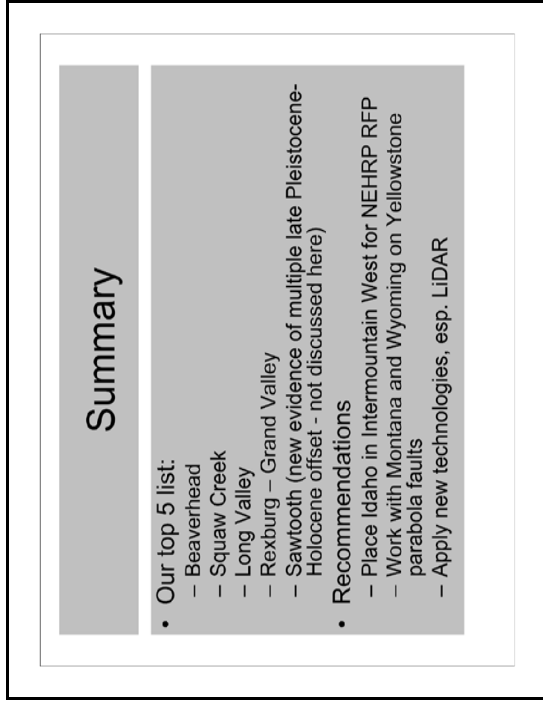 Summary
• Our top 5 list:
– Beaverhead
– Squaw Creek
– Long Valley
– Rexburg – Grand Valley
– Sawtooth (new evidence of multiple late Pleistocene-
Holocene offset - not discussed here)
• Recommendations
– Place Idaho in Intermountain West for NEHRP RFP
– Work with Montana and Wyoming on Yellowstone
parabola faults
– Apply new technologies, esp. LiDAR